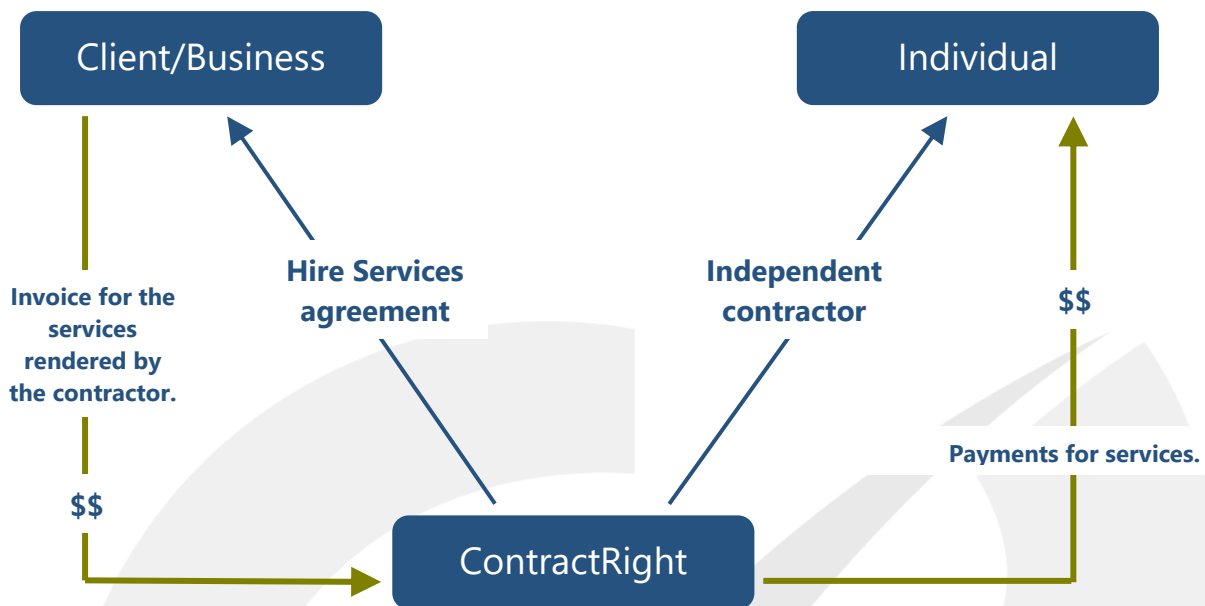 Client/Business
Individual
Hire Services
agreement
Independent
contractor
Invoice for the
services
rendered by
the contractor.
$$
$$
Payments for services.
ContractRight